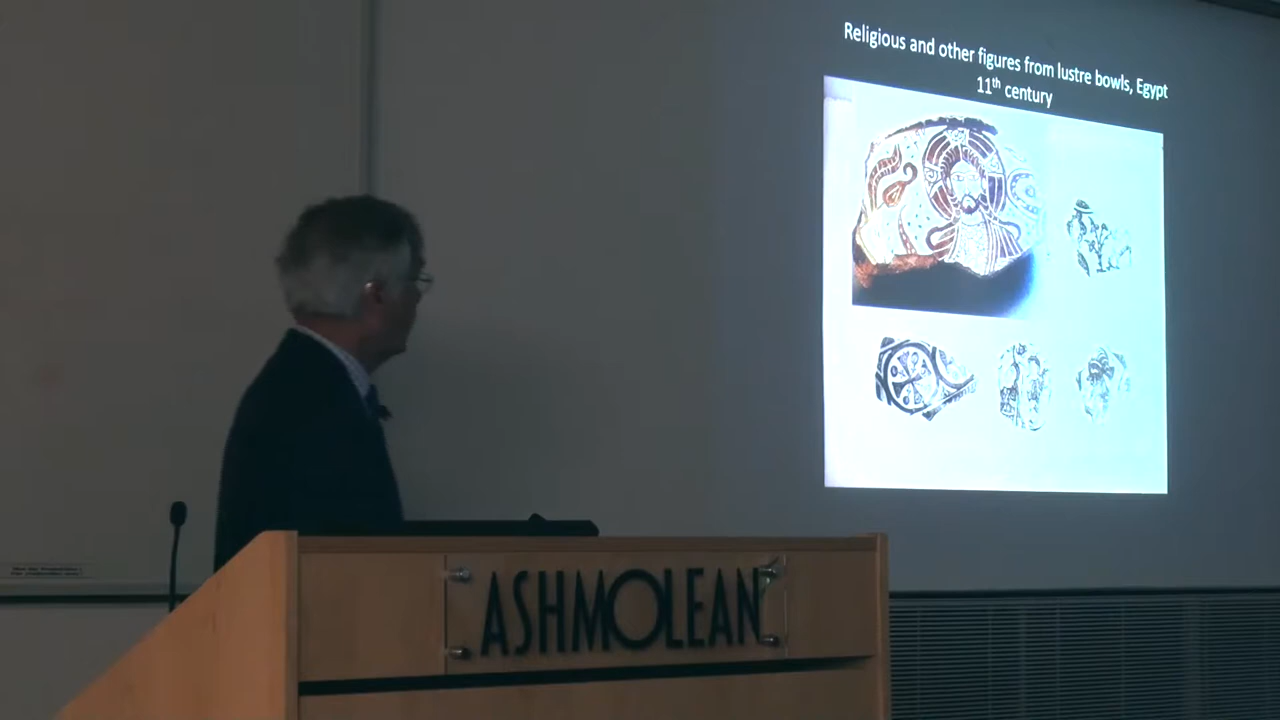 Religious and other figures from lustre bowls, Egypt
11th century
ASHMOLEAN